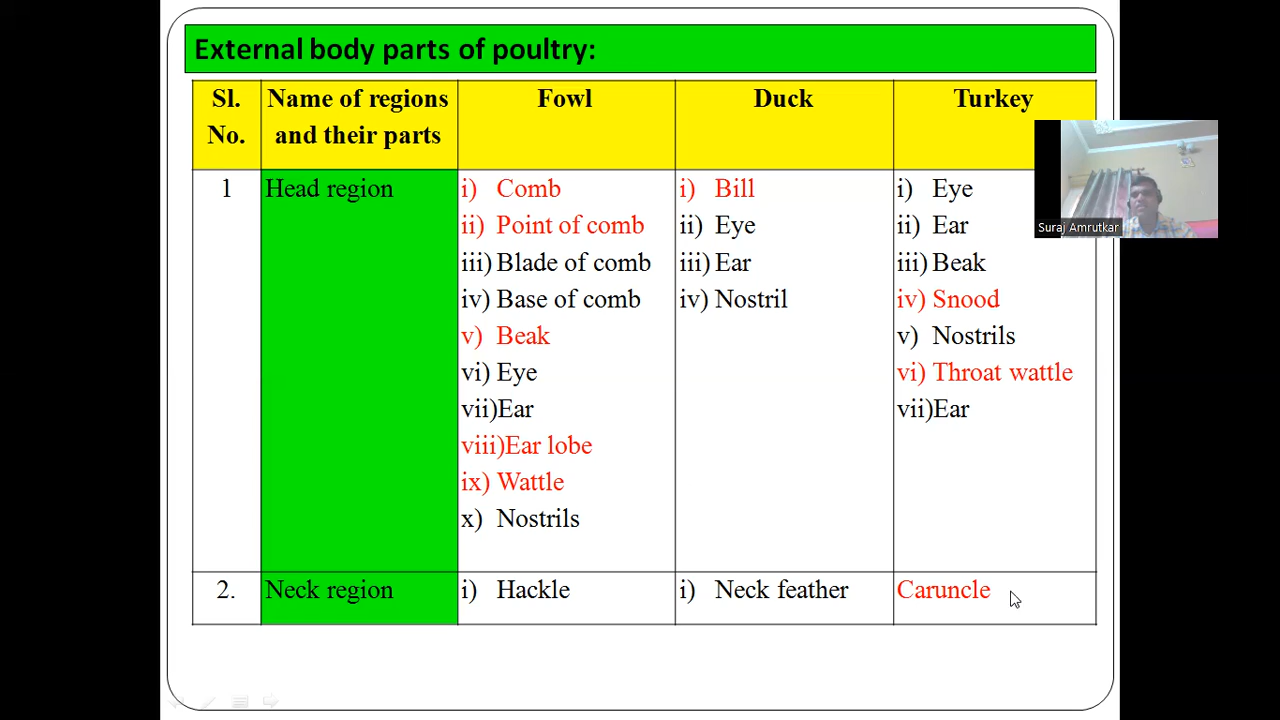 External body parts of poultry:
Sl. No.
Name of regions and their parts
Fowl
Duck
Turkey
1
Head region
i) Comb
ii) Point of comb
iii) Blade of comb
iv) Base of comb
v) Beak
vi) Eye
vii)Ear
viii)Ear lobe
ix) Wattle
x) Nostrils
i) Bill
ii) Eye
iii) Ear
iv) Nostril
i) Eye
ii) Ear
iii) Beak
iv) Snood
v) Nostrils
vi) Throat wattle
vii)Ear
Suraj Amrutkar
2.
Neck region
i) Hackle
i) Neck feather
Caruncle